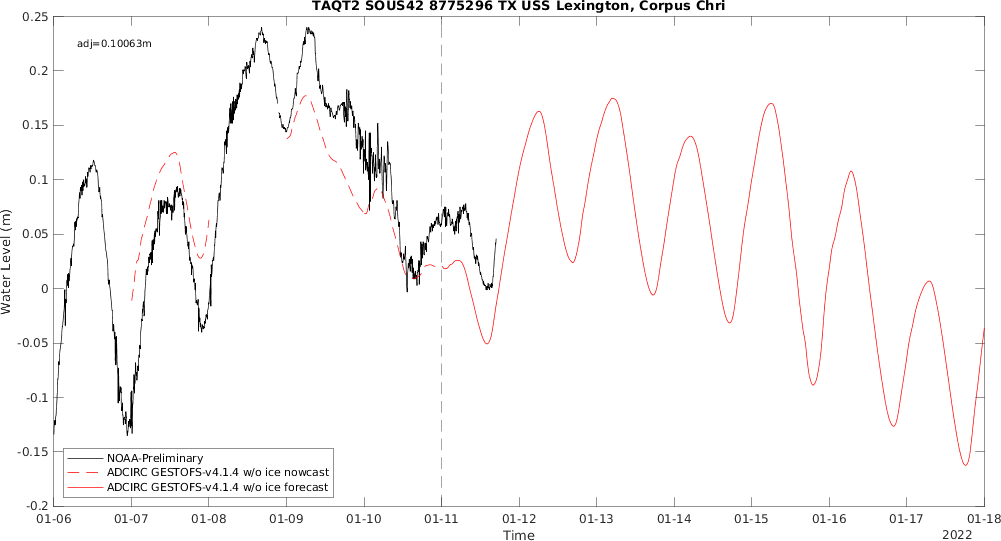 TAQT2 SOUS42 8775296 TX USS Lexington, Corpus Chri
adj=0.10063m
0.25
0.2
0.15
0.1
0.05
0
-0.05
-0.1
-0.15
-0.2
Water Level (m)
NOAA-Preliminary
ADCIRC GESTOFS-v4.1.4 w/o ice nowcast
ADCIRC GESTOFS-v4.1.4 w/o ice forecast
01-06 01-07 01-08 01-09 01-10 01-11 01-12 01-13 01-14 01-15 01-16 01-17 01-18
Time
2022